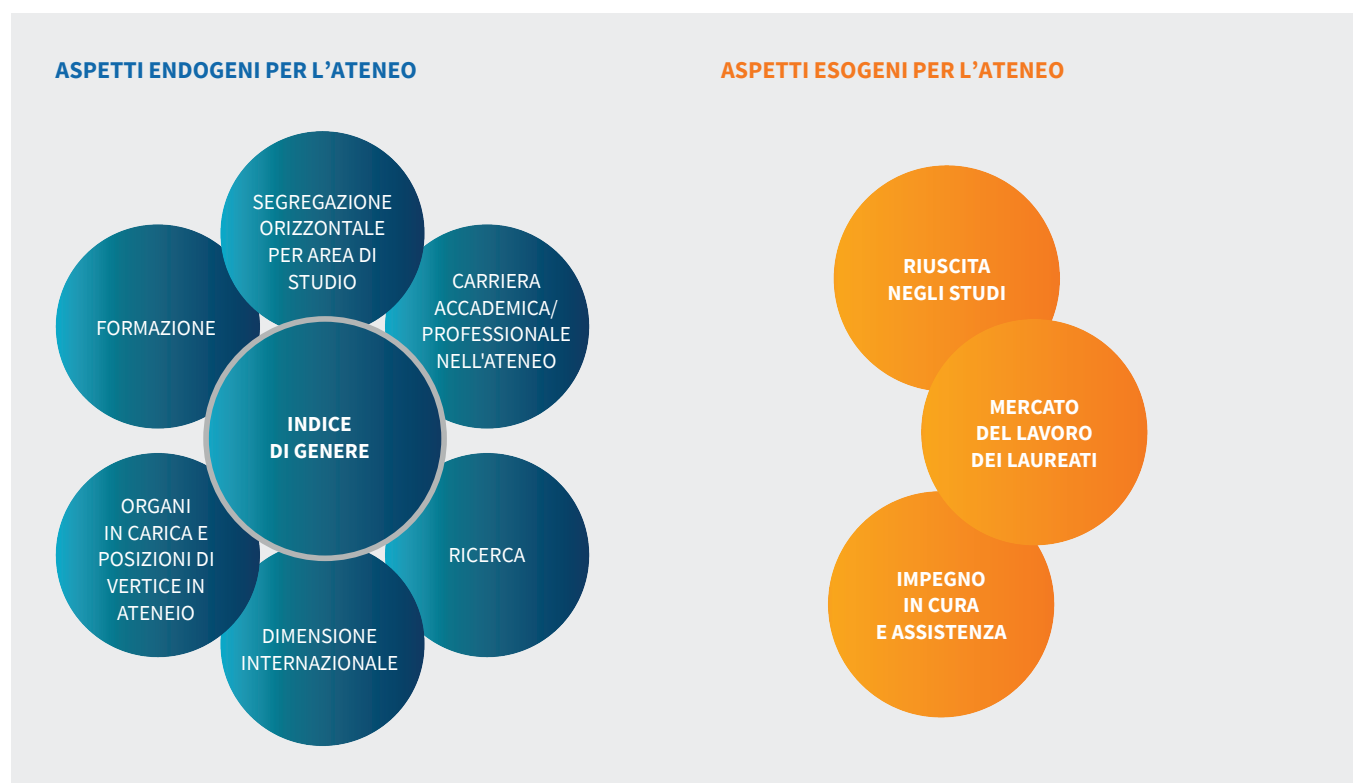 ASPETTI ENDOGENI PER L’ATENEO
SEGREGAZIONE
ORIZZONTALE
PER AREA DI
STUDIO
FORMAZIONE
CARRIERA
ACCADEMICA/
PROFESSIONALE
NELL'ATENEO
INDICE
DI GENERE
ORGANI
IN CARICA E
POSIZIONI DI
VERTICE IN
ATENEIO
RICERCA
DIMENSIONE
INTERNAZIONALE
ASPETTI ESOGENI PER L’ATENEO
RIUSCITA
NEGLI STUDI
MERCATO
DEL LAVORO
DEI LAUREATI
IMPEGNO
IN CURA
E ASSISTENZA